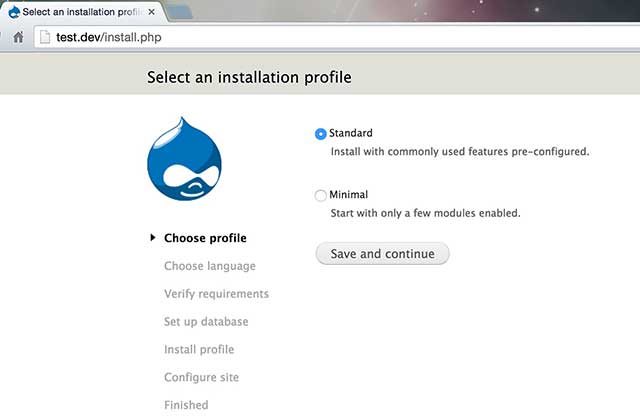 Select an installation profile
test.dev/install.php
Select an installation profile
Standard
Install with commonly used features pre-configured.
Minimal
Start with only a few modules enabled.
Save and continue
Choose profile
Choose language
Verify requirements
Set up database
Install profile
Configure site
Finished